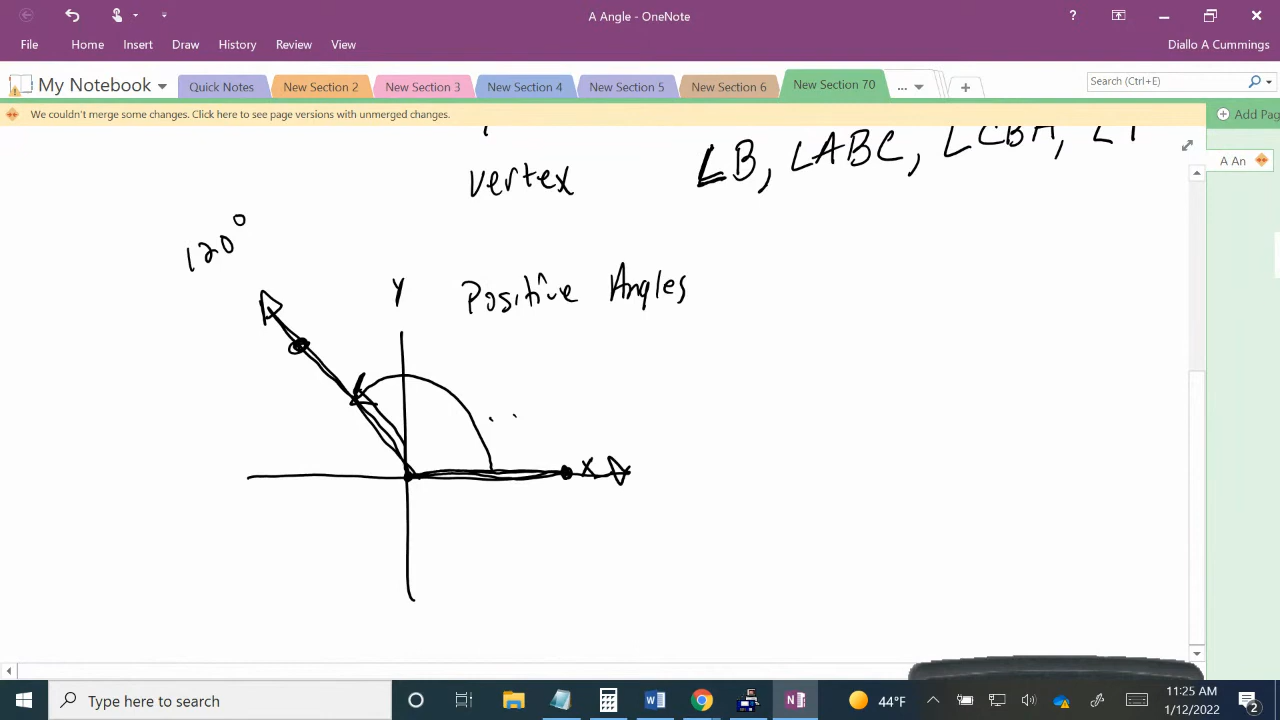 A Angle - OneNote
?
File Home Insert Draw History Review View
Diallo A Cummings
My Notebook
Quick Notes
New Section 2
New Section 3
New Section 4
New Section 5
New Section 6
New Section 70
...
Search (Ctrl+E)
We couldn't merge some changes. Click here to see page versions with unmerged changes.
Add Pag
A An
∠B, ∠ABC, ∠CBA,
vertex
120°
Y
Positive Angles
X
Type here to search
44°F
11:25 AM
1/12/2022
2